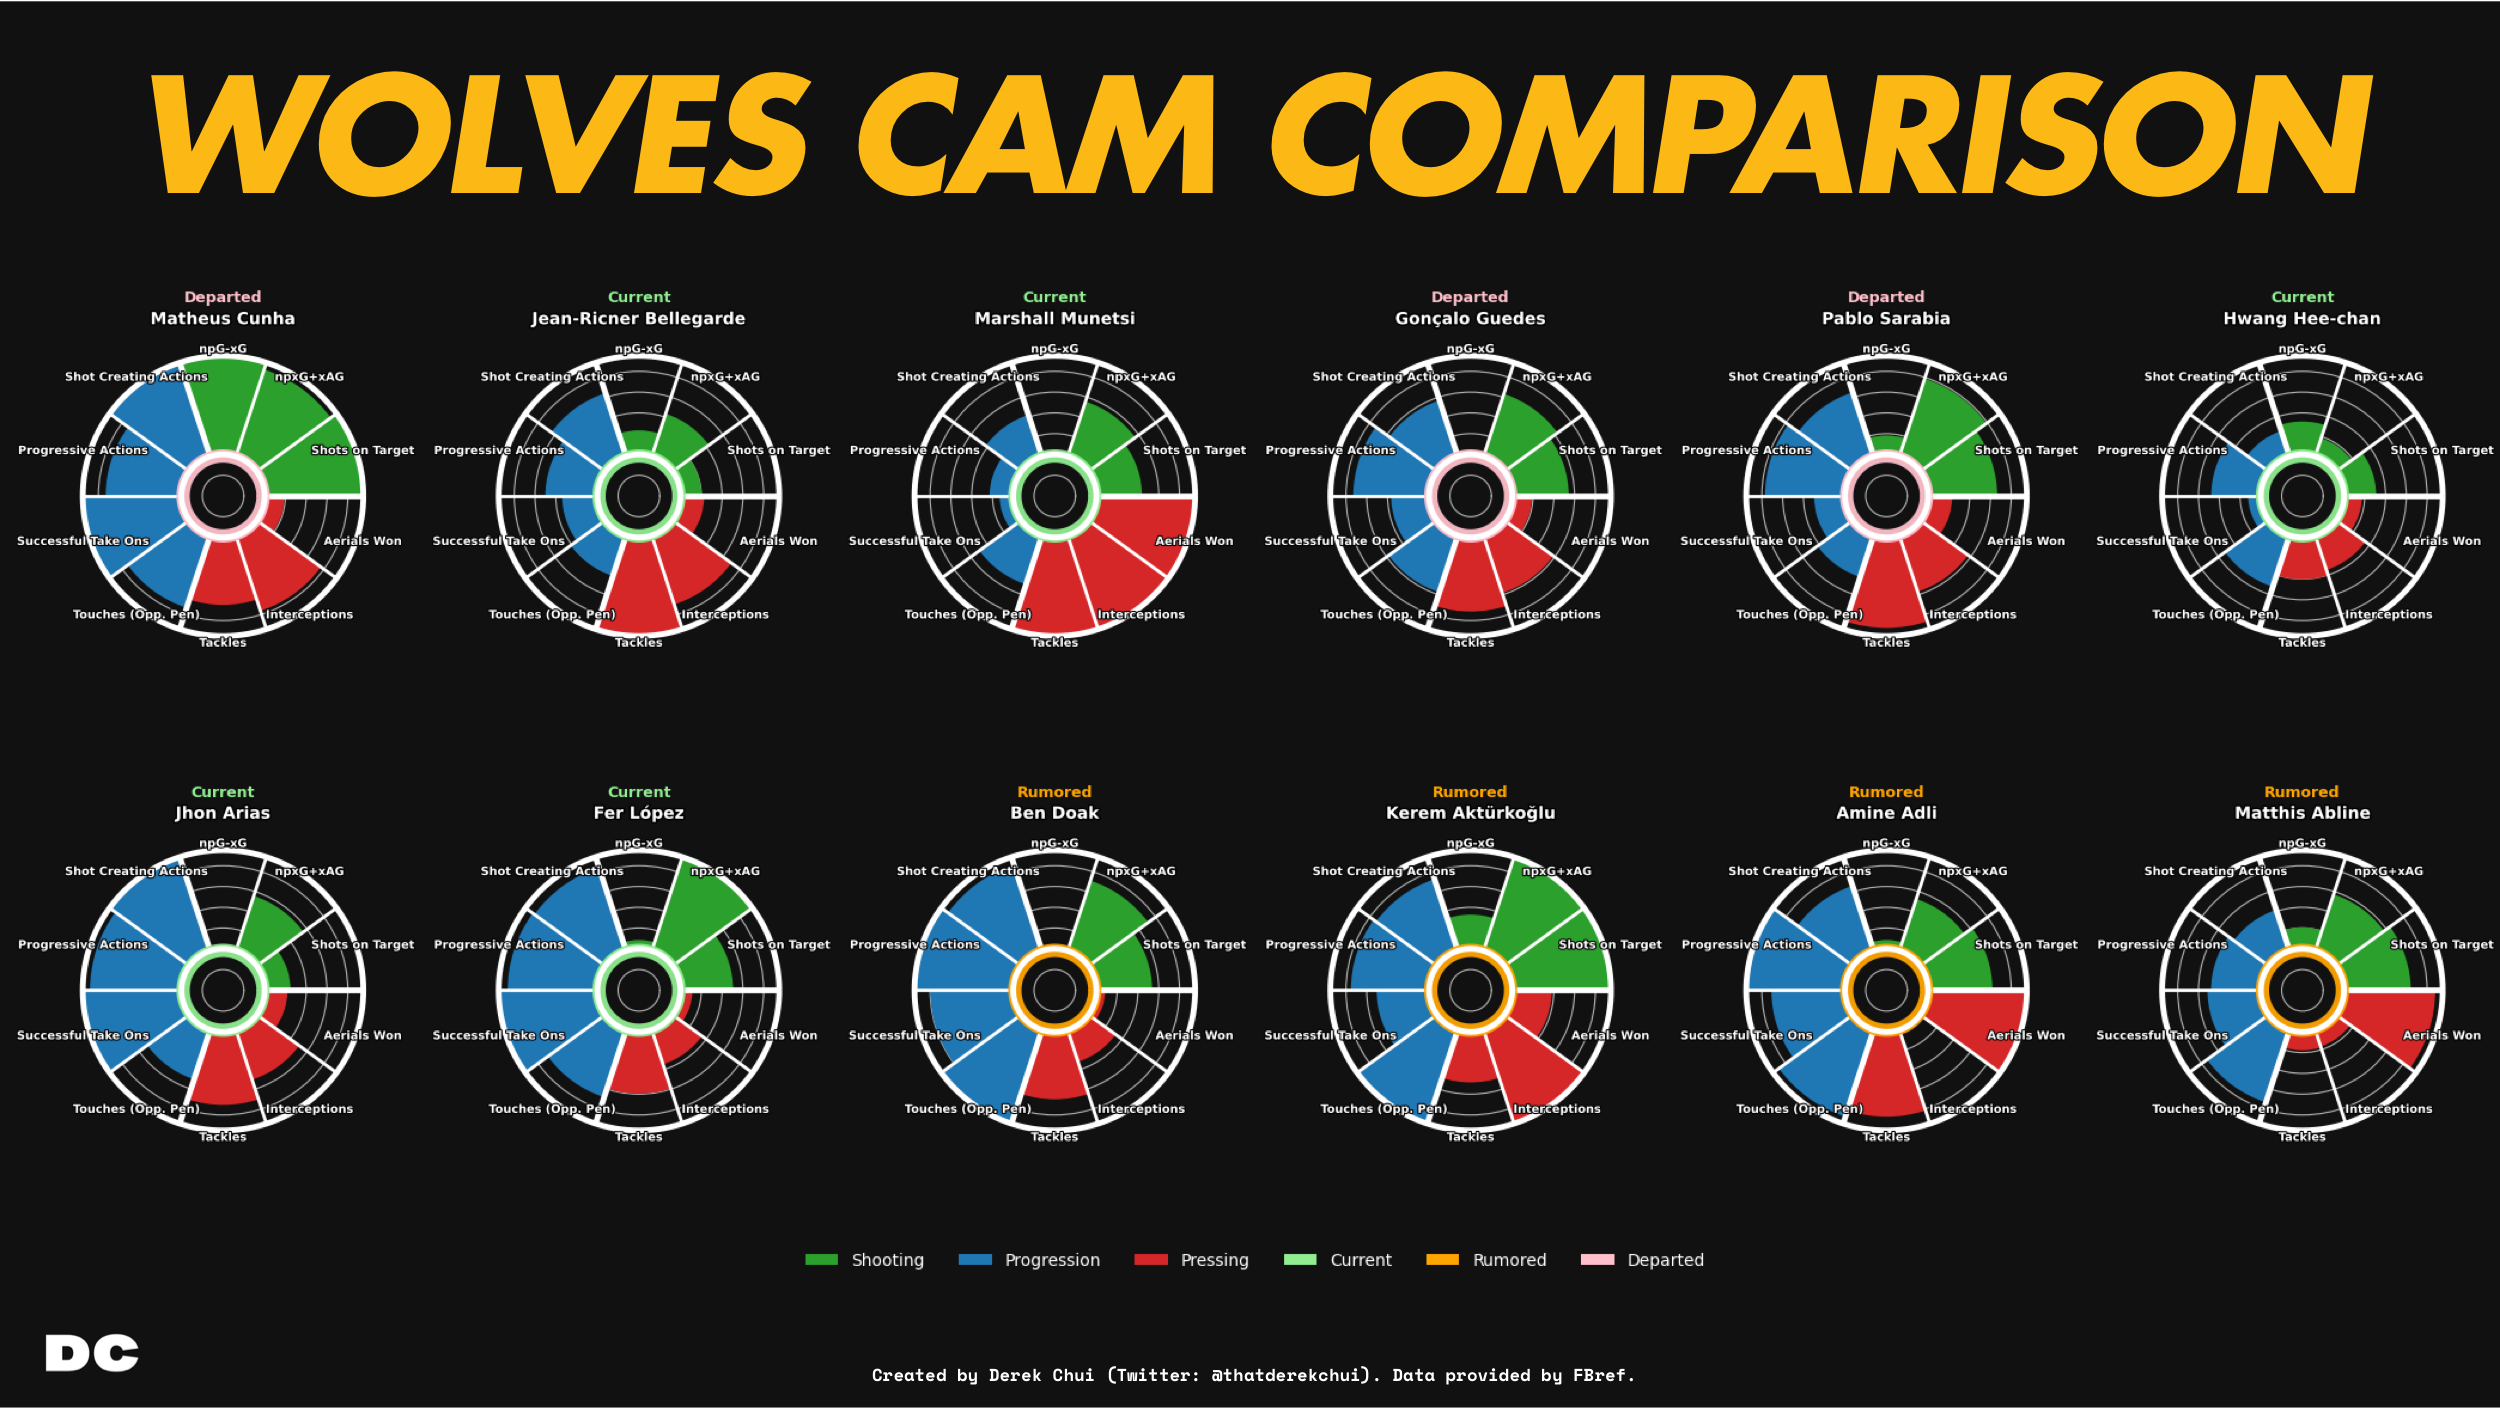 WOLVES CAM COMPARISON
Departed
Matheus Cunha
npG-xG
Shot Creating Actions
npxG+xAG
Progressive Actions
Shots on Target
Successful Take Ons
Aerials Won
Touches (Opp. Pen)
Interceptions
Tackles
Current
Jean-Ricner Bellegarde
npG-xG
Shot Creating Actions
npxG+xAG
Progressive Actions
Shots on Target
Successful Take Ons
Aerials Won
Touches (Opp. Pen)
Interceptions
Tackles
Current
Marshall Munetsi
npG-xG
Shot Creating Actions
npxG+xAG
Progressive Actions
Shots on Target
Successful Take Ons
Aerials Won
Touches (Opp. Pen)
Interceptions
Tackles
Departed
Gonçalo Guedes
npG-xG
Shot Creating Actions
npxG+xAG
Progressive Actions
Shots on Target
Successful Take Ons
Aerials Won
Touches (Opp. Pen)
Interceptions
Tackles
Departed
Pablo Sarabia
npG-xG
Shot Creating Actions
npxG+xAG
Progressive Actions
Shots on Target
Successful Take Ons
Aerials Won
Touches (Opp. Pen)
Interceptions
Tackles
Current
Hwang Hee-chan
npG-xG
Shot Creating Actions
npxG+xAG
Progressive Actions
Shots on Target
Successful Take Ons
Aerials Won
Touches (Opp. Pen)
Interceptions
Tackles
Current
Jhon Arias
npG-xG
Shot Creating Actions
npxG+xAG
Progressive Actions
Shots on Target
Successful Take Ons
Aerials Won
Touches (Opp. Pen)
Interceptions
Tackles
Current
Fer López
npG-xG
Shot Creating Actions
npxG+xAG
Progressive Actions
Shots on Target
Successful Take Ons
Aerials Won
Touches (Opp. Pen)
Interceptions
Tackles
Rumored
Ben Doak
npG-xG
Shot Creating Actions
npxG+xAG
Progressive Actions
Shots on Target
Successful Take Ons
Aerials Won
Touches (Opp. Pen)
Interceptions
Tackles
Rumored
Kerem Aktürkoğlu
npG-xG
Shot Creating Actions
npxG+xAG
Progressive Actions
Shots on Target
Successful Take Ons
Aerials Won
Touches (Opp. Pen)
Interceptions
Tackles
Rumored
Amine Adli
npG-xG
Shot Creating Actions
npxG+xAG
Progressive Actions
Shots on Target
Successful Take Ons
Aerials Won
Touches (Opp. Pen)
Interceptions
Tackles
Rumored
Matthis Abline
npG-xG
Shot Creating Actions
npxG+xAG
Progressive Actions
Shots on Target
Successful Take Ons
Aerials Won
Touches (Opp. Pen)
Interceptions
Tackles
Shooting Progression Pressing Current Rumored Departed
DC
Created by Derek Chui (Twitter: @thatderekchui). Data provided by FBref.